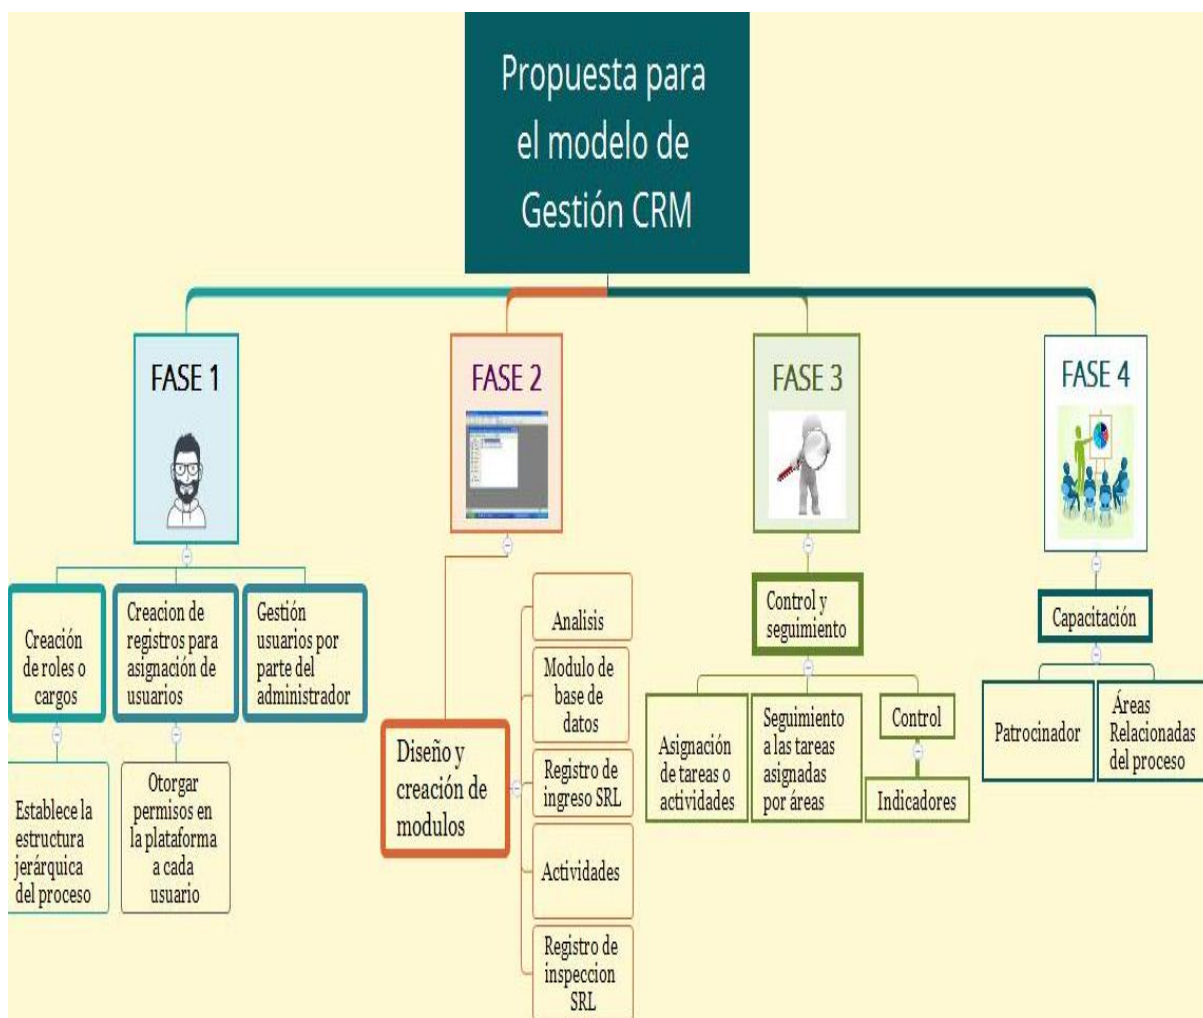 Propuesta para
el modelo de
Gestión CRM
FASE 1
FASE 2
FASE 3
FASE 4
Creación
de roles o
cargos
Creacion de
registros para
asignación de
usuarios
Gestión
usuarios por
parte del
administrador
Establece la
estructura
jerárquica
del proceso
Otorgar
permisos en
la plataforma
a cada
usuario
Diseño y
creación de
modulos
Analisis
Modulo de
base de
datos
Registro de
ingreso SRL
Actividades
Registro de
inspeccion
SRL
Control y
seguimiento
Asignación
de tareas o
actividades
Seguimiento
a las tareas
asignadas
por áreas
Control
Indicadores
Capacitación
Patrocinador
Áreas
Relacionadas
del proceso